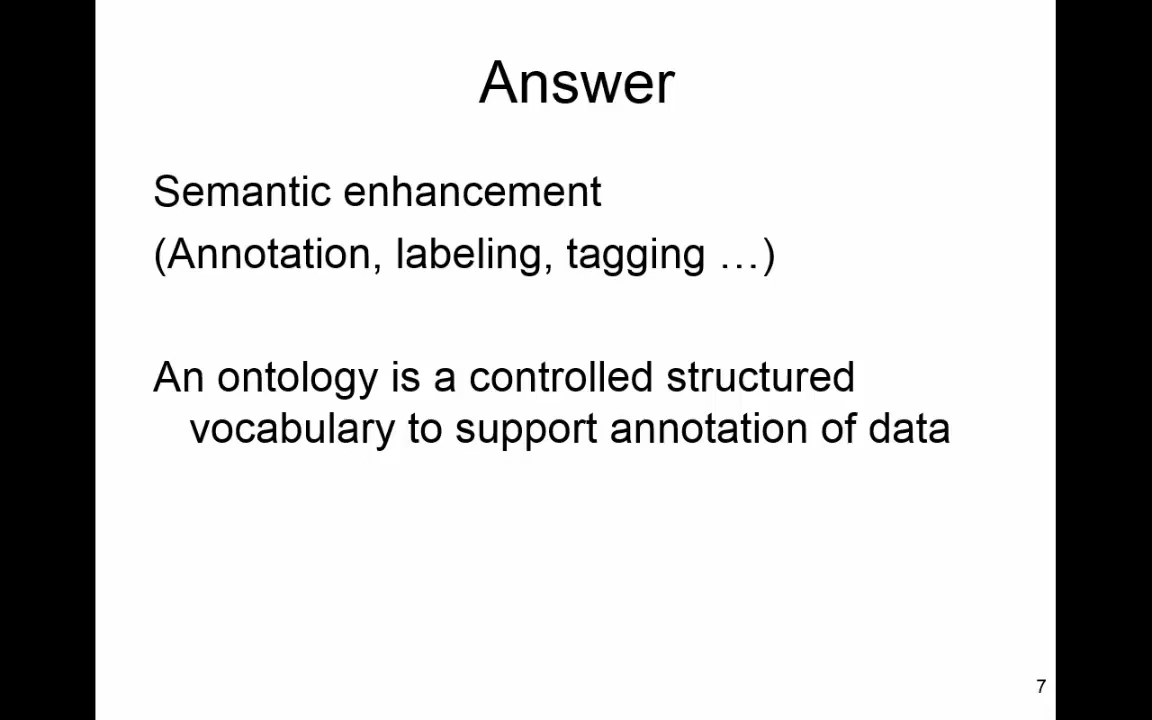 Answer
Semantic enhancement
(Annotation, labeling, tagging …)
An ontology is a controlled structured
vocabulary to support annotation of data
7